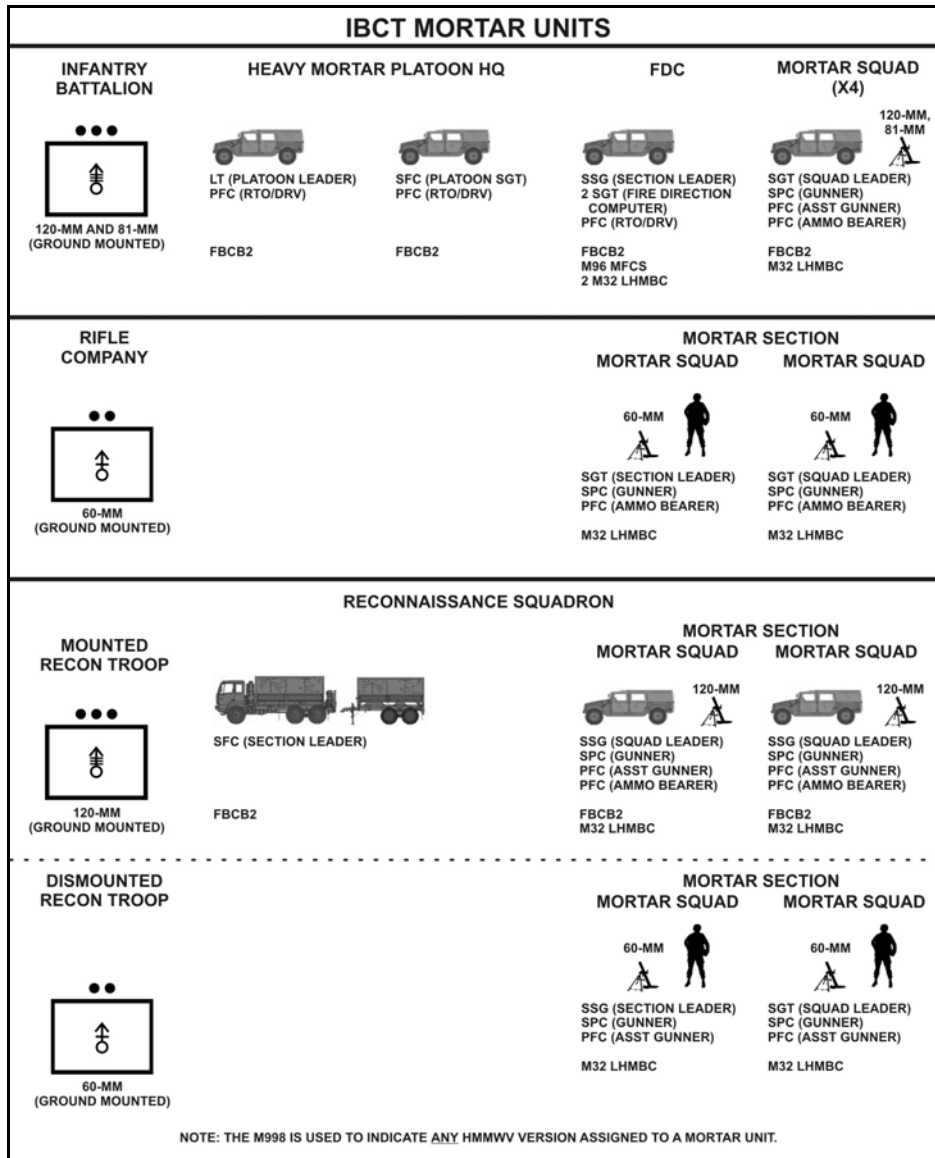 IBCT MORTAR UNITS
INFANTRY
BATTALION
120-MM AND 81-MM
(GROUND MOUNTED)
HEAVY MORTAR PLATOON HQ
LT (PLATOON LEADER)
PFC (RTO/DRV)
FBCB2
SFC (PLATOON SGT)
PFC (RTO/DRV)
FBCB2
FDC
SSG (SECTION LEADER)
2 SGT (FIRE DIRECTION
COMPUTER)
PFC (RTO/DRV)
FBCB2
M96 MFCS
2 M32 LHMBC
MORTAR SQUAD
(X4)
120-MM,
81-MM
SGT (SQUAD LEADER)
SPC (GUNNER)
PFC (ASST GUNNER)
PFC (AMMO BEARER)
FBCB2
M32 LHMBC
RIFLE
COMPANY
60-MM
(GROUND MOUNTED)
MORTAR SECTION
MORTAR SQUAD
60-MM
SGT (SECTION LEADER)
SPC (GUNNER)
PFC (AMMO BEARER)
M32 LHMBC
MORTAR SQUAD
60-MM
SGT (SQUAD LEADER)
SPC (GUNNER)
PFC (AMMO BEARER)
M32 LHMBC
RECONNAISSANCE SQUADRON
MOUNTED
RECON TROOP
120-MM
(GROUND MOUNTED)
SFC (SECTION LEADER)
FBCB2
MORTAR SECTION
MORTAR SQUAD
120-MM
SSG (SQUAD LEADER)
SPC (GUNNER)
PFC (ASST GUNNER)
PFC (AMMO BEARER)
FBCB2
M32 LHMBC
MORTAR SQUAD
120-MM
SSG (SQUAD LEADER)
SPC (GUNNER)
PFC (ASST GUNNER)
PFC (AMMO BEARER)
FBCB2
M32 LHMBC
DISMOUNTED
RECON TROOP
60-MM
(GROUND MOUNTED)
MORTAR SECTION
MORTAR SQUAD
60-MM
SSG (SECTION LEADER)
SPC (GUNNER)
PFC (ASST GUNNER)
M32 LHMBC
MORTAR SQUAD
60-MM
SGT (SQUAD LEADER)
SPC (GUNNER)
PFC (ASST GUNNER)
M32 LHMBC
NOTE: THE M998 IS USED TO INDICATE ANY HMMWV VERSION ASSIGNED TO A MORTAR UNIT.